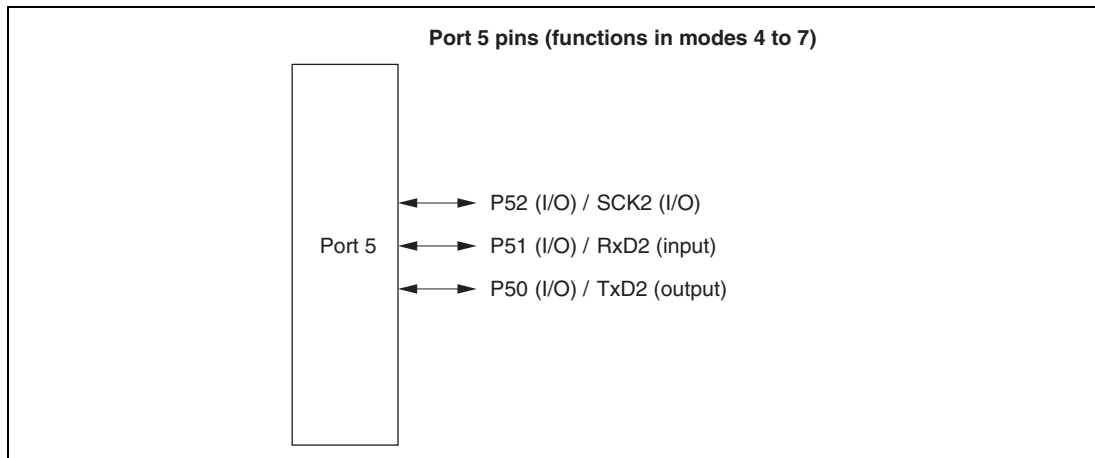 Port 5 pins (functions in modes 4 to 7)
P52 (I/O) / SCK2 (I/O)
Port 5
P51 (I/O) / RxD2 (input)
P50 (I/O) / TxD2 (output)